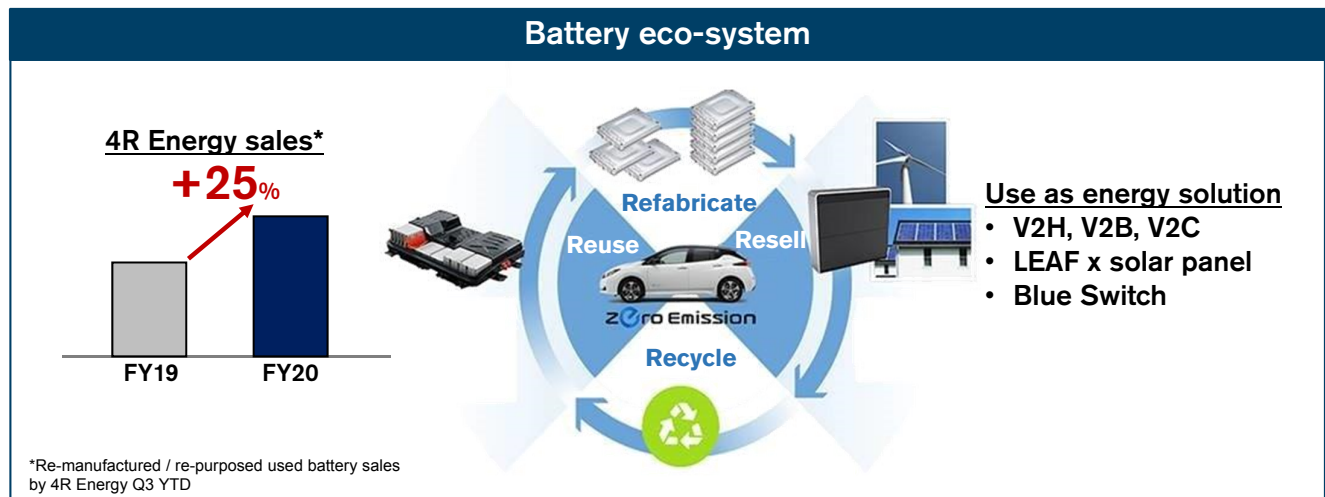 Battery eco-system
4R Energy sales*
+25%
FY19
FY20
*Re-manufactured / re-purposed used battery sales
by 4R Energy Q3 YTD
Refabricate
Reuse
Resell
Zero Emission
Recycle
Use as energy solution
• V2H, V2B, V2C
• LEAF x solar panel
• Blue Switch